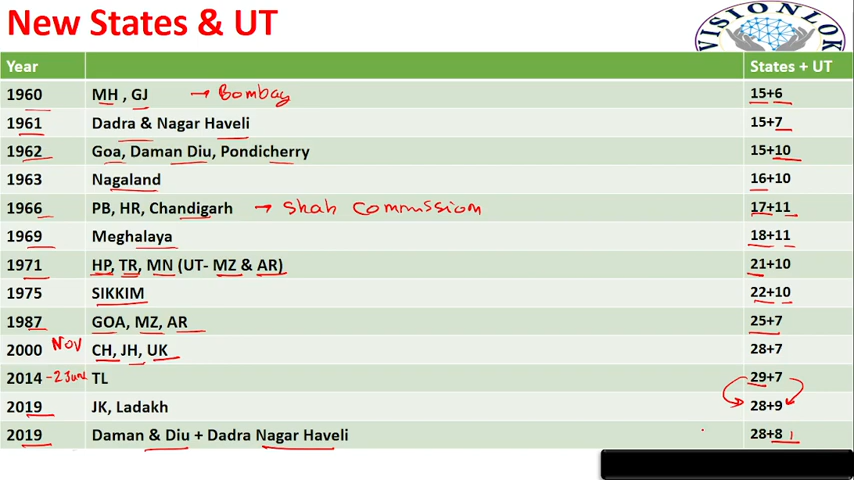 New States & UT
VISIONLOK
Year States + UT
1960 MH , GJ → Bombay 15+6
1961 Dadra & Nagar Haveli 15+7
1962 Goa, Daman Diu, Pondicherry 15+10
1963 Nagaland 16+10
1966 PB, HR, Chandigarh → Shah Commission 17+11
1969 Meghalaya 18+11
1971 HP, TR, MN (UT- MZ & AR) 21+10
1975 SIKKIM 22+10
1987 GOA, MZ, AR 25+7
2000 Nov CH, JH, UK 28+7
2014 -2 June TL 29+7
2019 JK, Ladakh 28+9
2019 Daman & Diu + Dadra Nagar Haveli 28+8